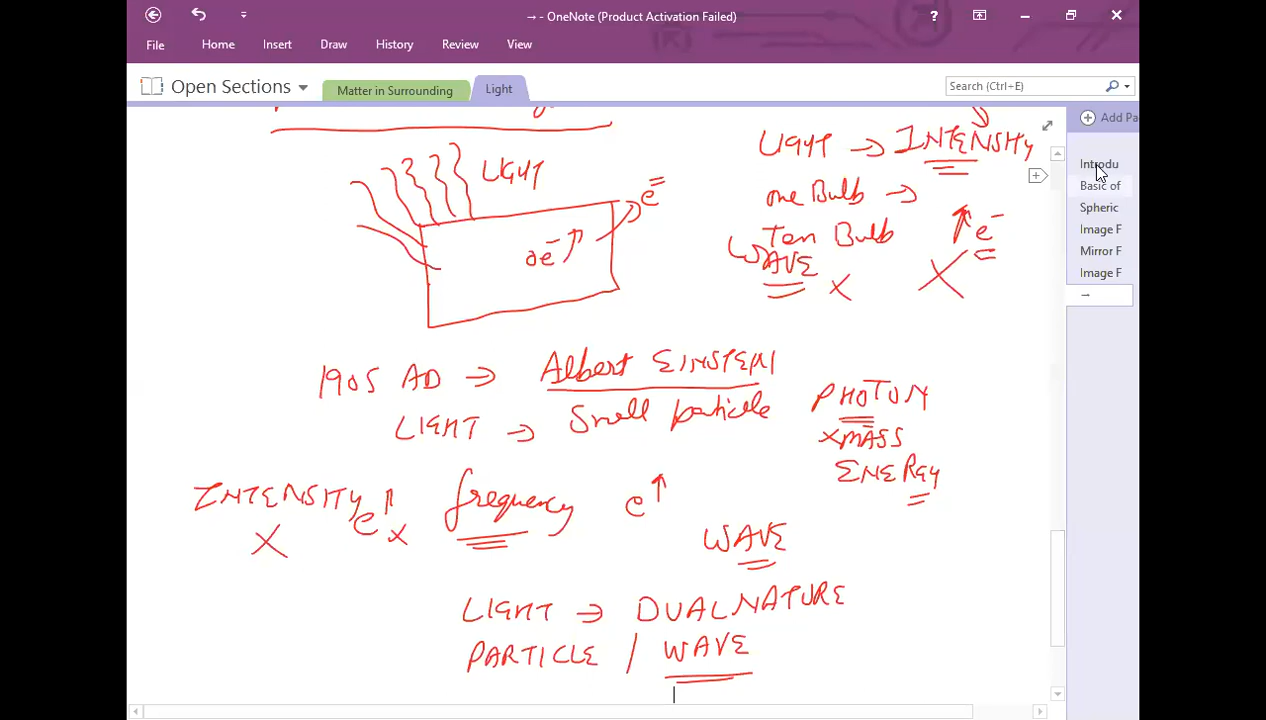 → - OneNote (Product Activation Failed)
?
File Home Insert Draw History Review View
Open Sections Matter in Surrounding Light
Search (Ctrl+E)
Add Pa
Introdu
Basic of
Spheric
Image F
Mirror F
Image F
→
LIGHT
e-
e-
LIGHT → INTENSITY
one Bulb →
Ten Bulb
e-
WAVE X
X
1905 AD → Albert EINSTEIN
LIGHT → Small particle
PHOTON
X MASS
ENERGY
INTENSITY e ↑ X
X
frequency e ↑
WAVE
LIGHT → DUAL NATURE
PARTICLE / WAVE